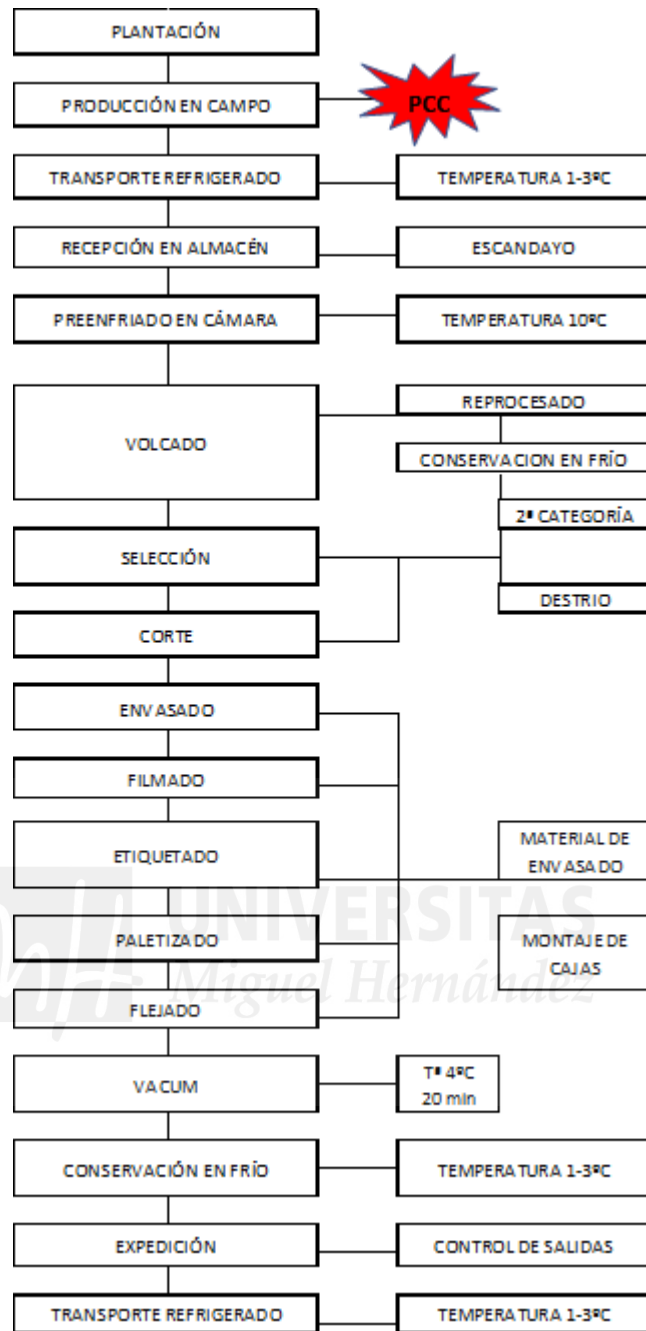 PLANTACIÓN
PRODUCCIÓN EN CAMPO
PCC
TRANSPORTE REFRIGERADO
TEMPERATURA 1-3ºC
RECEPCIÓN EN ALMACÉN
ESCANDAYO
PREENFRIADO EN CÁMARA
TEMPERATURA 10ºC
VOLCADO
REPROCESADO
CONSERVACION EN FRÍO
2ª CATEGORÍA
SELECCIÓN
DESTRIO
CORTE
ENVASADO
FILMADO
ETIQUETADO
MATERIAL DE
ENVASADO
UNIVERSITAS
Miguel Hernández
PALETIZADO
MONTAJE DE
CAJAS
FLEJADO
VACUM
Tª 4ºC
20 min
CONSERVACIÓN EN FRÍO
TEMPERATURA 1-3ºC
EXPEDICIÓN
CONTROL DE SALIDAS
TRANSPORTE REFRIGERADO
TEMPERATURA 1-3ºC